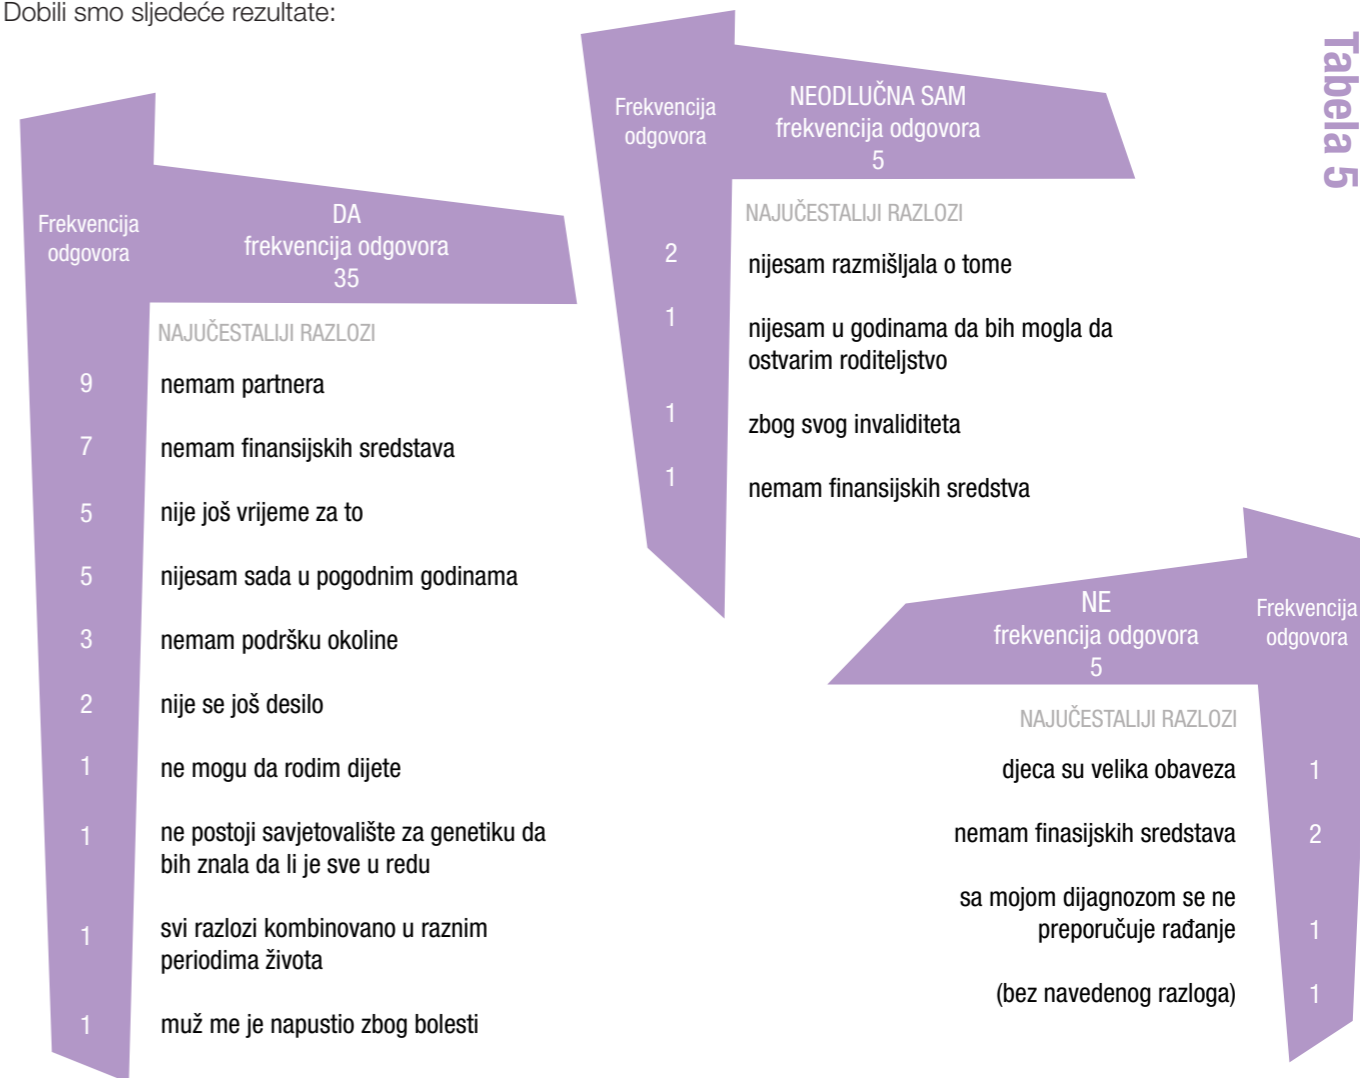 Dobili smo sljedeće rezultate:
Tabela 5
Frekvencija
odgovora
DA
frekvencija odgovora
35
NAJUČESTALIJI RAZLOZI
9 nemam partnera
7 nemam finansijskih sredstava
5 nije još vrijeme za to
5 nijesam sada u pogodnim godinama
3 nemam podršku okoline
2 nije se još desilo
1 ne mogu da rodim dijete
1 ne postoji savjetovalište za genetiku da
bih znala da li je sve u redu
1 svi razlozi kombinovano u raznim
periodima života
1 muž me je napustio zbog bolesti
Frekvencija
odgovora
NEODLUČNA SAM
frekvencija odgovora
5
NAJUČESTALIJI RAZLOZI
2 nijesam razmišljala o tome
1 nijesam u godinama da bih mogla da
ostvarim roditeljstvo
1 zbog svog invaliditeta
1 nemam finansijskih sredstva
NE
frekvencija odgovora
5
Frekvencija
odgovora
NAJUČESTALIJI RAZLOZI
djeca su velika obaveza 1
nemam finasijskih sredstava 2
sa mojom dijagnozom se ne
preporučuje rađanje 1
(bez navedenog razloga) 1